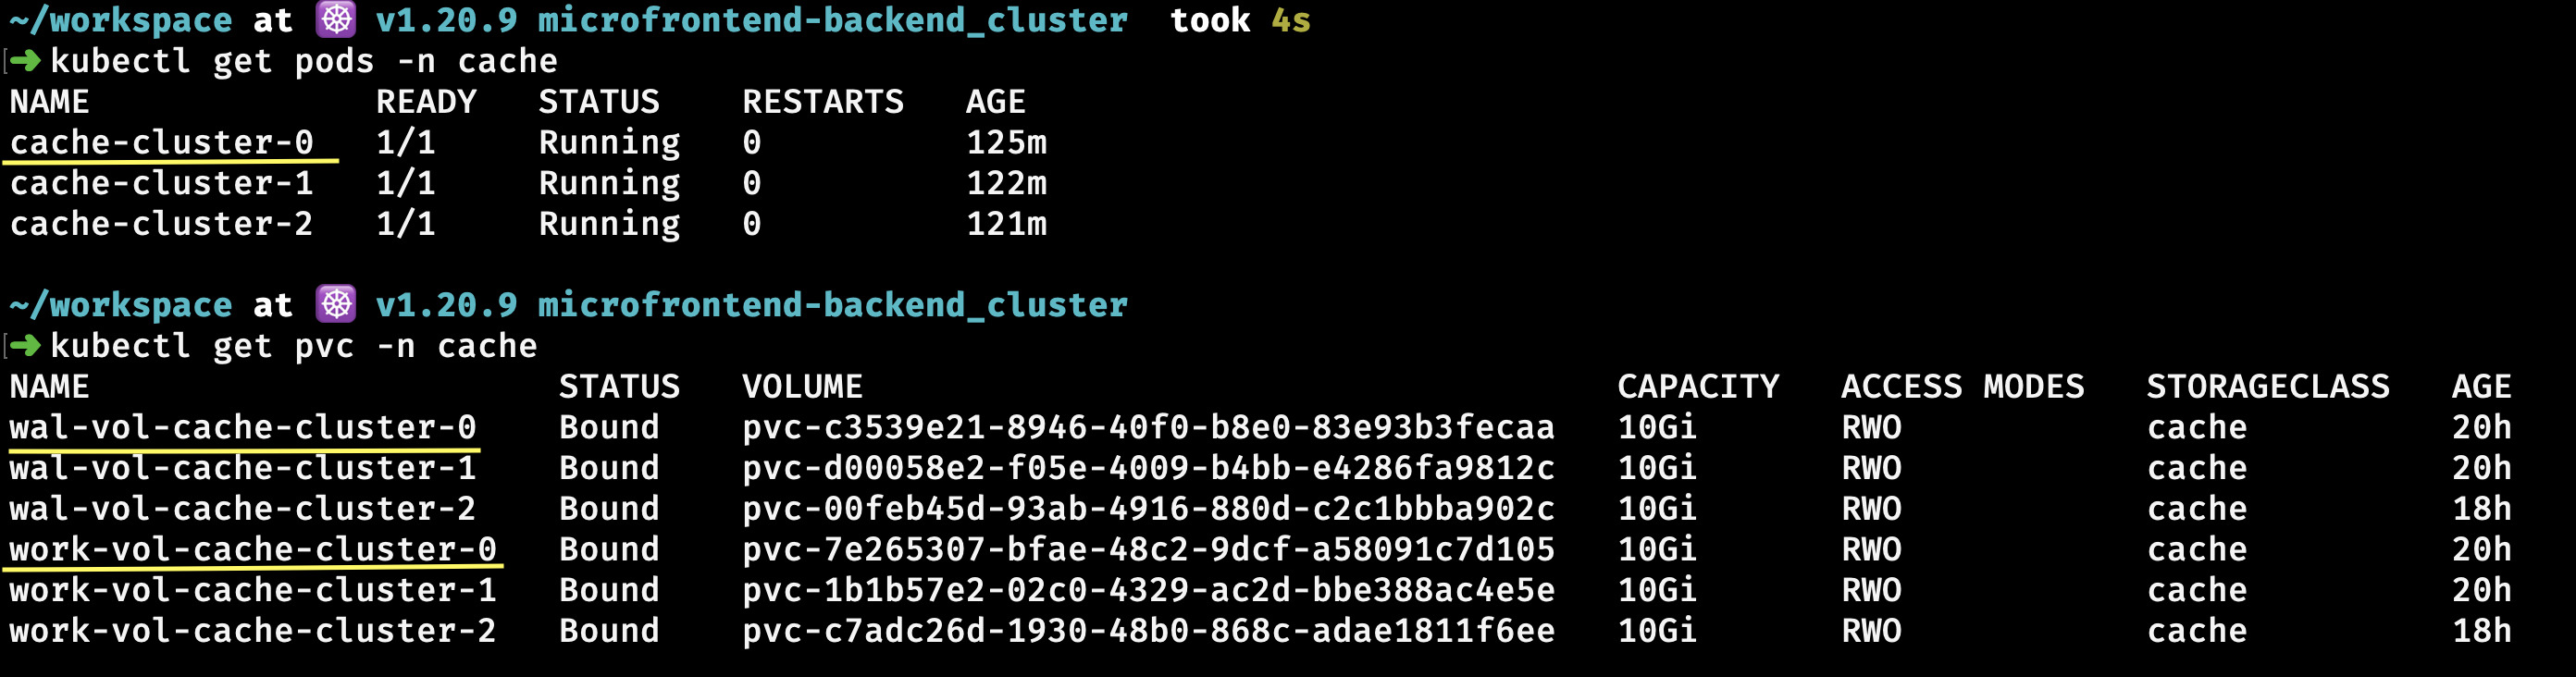 ~/workspace at ☸ v1.20.9 microfrontend-backend_cluster  took 4s
[➜ kubectl get pods -n cache
NAME              READY   STATUS    RESTARTS   AGE
cache-cluster-0   1/1     Running   0          125m
cache-cluster-1   1/1     Running   0          122m
cache-cluster-2   1/1     Running   0          121m
~/workspace at ☸ v1.20.9 microfrontend-backend_cluster
[➜ kubectl get pvc -n cache
NAME                       STATUS   VOLUME                                     CAPACITY   ACCESS MODES   STORAGECLASS   AGE
wal-vol-cache-cluster-0    Bound    pvc-c3539e21-8946-40f0-b8e0-83e93b3fecaa   10Gi       RWO            cache          20h
wal-vol-cache-cluster-1    Bound    pvc-d00058e2-f05e-4009-b4bb-e4286fa9812c   10Gi       RWO            cache          20h
wal-vol-cache-cluster-2    Bound    pvc-00feb45d-93ab-4916-880d-c2c1bbba902c   10Gi       RWO            cache          18h
work-vol-cache-cluster-0   Bound    pvc-7e265307-bfae-48c2-9dcf-a58091c7d105   10Gi       RWO            cache          20h
work-vol-cache-cluster-1   Bound    pvc-1b1b57e2-02c0-4329-ac2d-bbe388ac4e5e   10Gi       RWO            cache          20h
work-vol-cache-cluster-2   Bound    pvc-c7adc26d-1930-48b0-868c-adae1811f6ee   10Gi       RWO            cache          18h